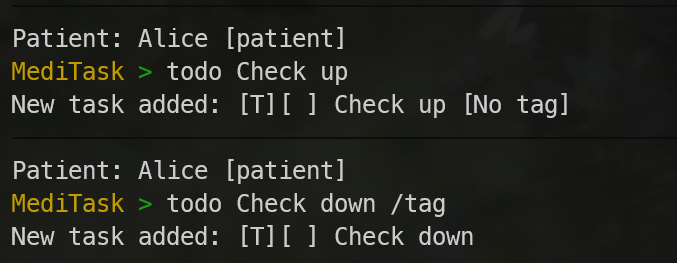 Patient: Alice [patient]
MediTask > todo Check up
New task added: [T][ ] Check up [No tag]
Patient: Alice [patient]
MediTask > todo Check down /tag
New task added: [T][ ] Check down